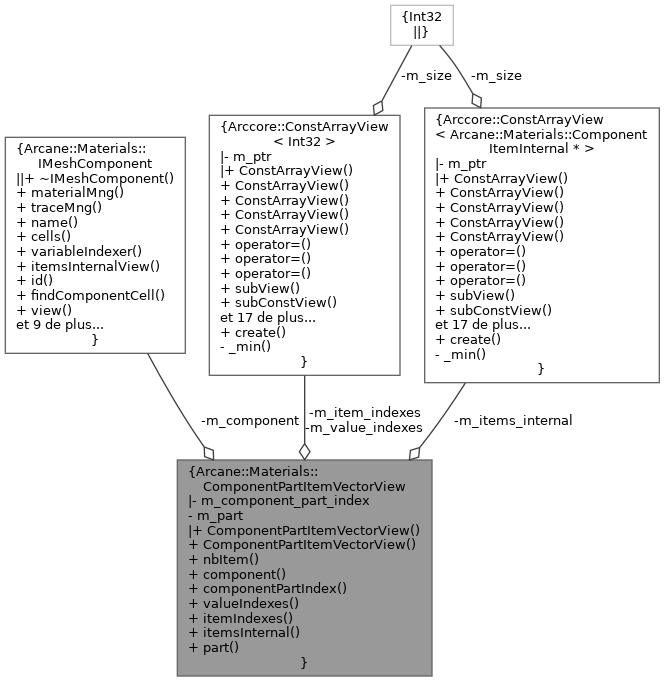 {Int32
||}
-m_size
-m_size
{Arcane::Materials::
IMeshComponent
||+ ~IMeshComponent()
+ materialMng()
+ traceMng()
+ name()
+ cells()
+ variableIndexer()
+ itemsInternalView()
+ id()
+ findComponentCell()
+ view()
et 9 de plus...
}
{Arccore::ConstArrayView
< Int32 >
|- m_ptr
|+ ConstArrayView()
+ ConstArrayView()
+ ConstArrayView()
+ ConstArrayView()
+ ConstArrayView()
+ operator=()
+ operator=()
+ operator=()
+ subView()
+ subConstView()
et 17 de plus...
+ create()
- _min()
}
{Arccore::ConstArrayView
< Arcane::Materials::Component
ItemInternal * >
|- m_ptr
|+ ConstArrayView()
+ ConstArrayView()
+ ConstArrayView()
+ ConstArrayView()
+ ConstArrayView()
+ operator=()
+ operator=()
+ operator=()
+ subView()
+ subConstView()
et 17 de plus...
+ create()
- _min()
}
-m_component
-m_item_indexes
-m_value_indexes
-m_items_internal
{Arcane::Materials::
ComponentPartItemVectorView
|- m_component_part_index
- m_part
|+ ComponentPartItemVectorView()
+ ComponentPartItemVectorView()
+ nbItem()
+ component()
+ componentPartIndex()
+ valueIndexes()
+ itemIndexes()
+ itemsInternal()
+ part()
}